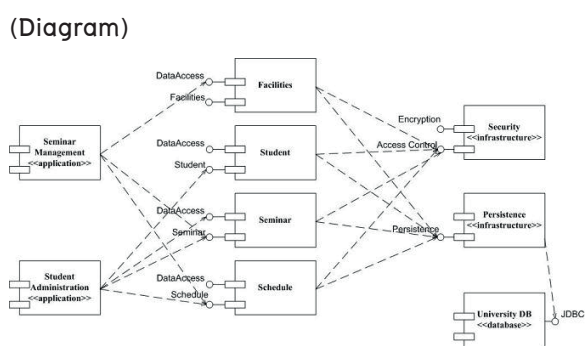 (Diagram)
DataAccess
Facilities
Facilities
Encryption
Security
<<infrastructure>>
Access Control
Seminar
Management
<<application>>
DataAccess
Student
Student
DataAccess
Seminar
Seminar
Persistence
Persistence
<<infrastructure>>
Student
Administration
<<application>>
DataAccess
Schedule
Schedule
University DB
<<database>>
JDBC